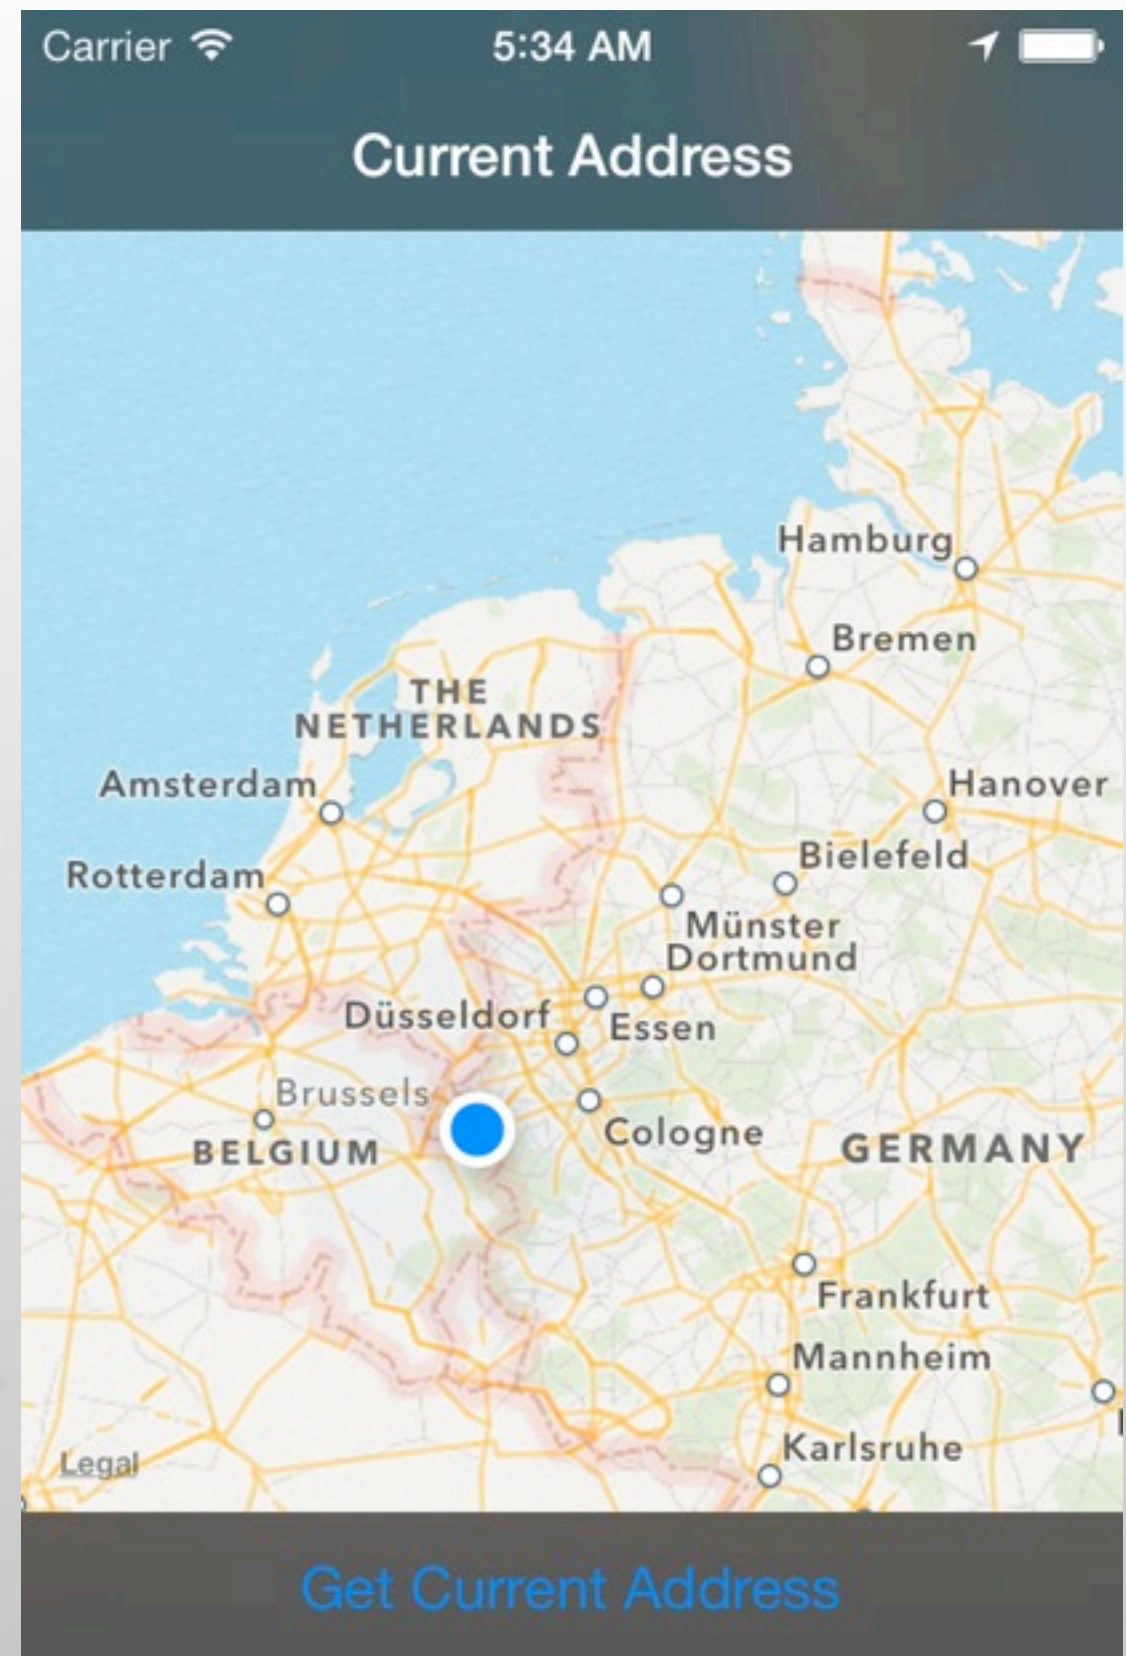 Carrier
5:34 AM
Current Address
Hamburg
Bremen
THE
NETHERLANDS
Amsterdam
Hanover
Bielefeld
Rotterdam
Münster
Dortmund
Düsseldorf
Essen
Brussels
Cologne
BELGIUM
GERMANY
Frankfurt
Mannheim
Karlsruhe
Legal
Get Current Address